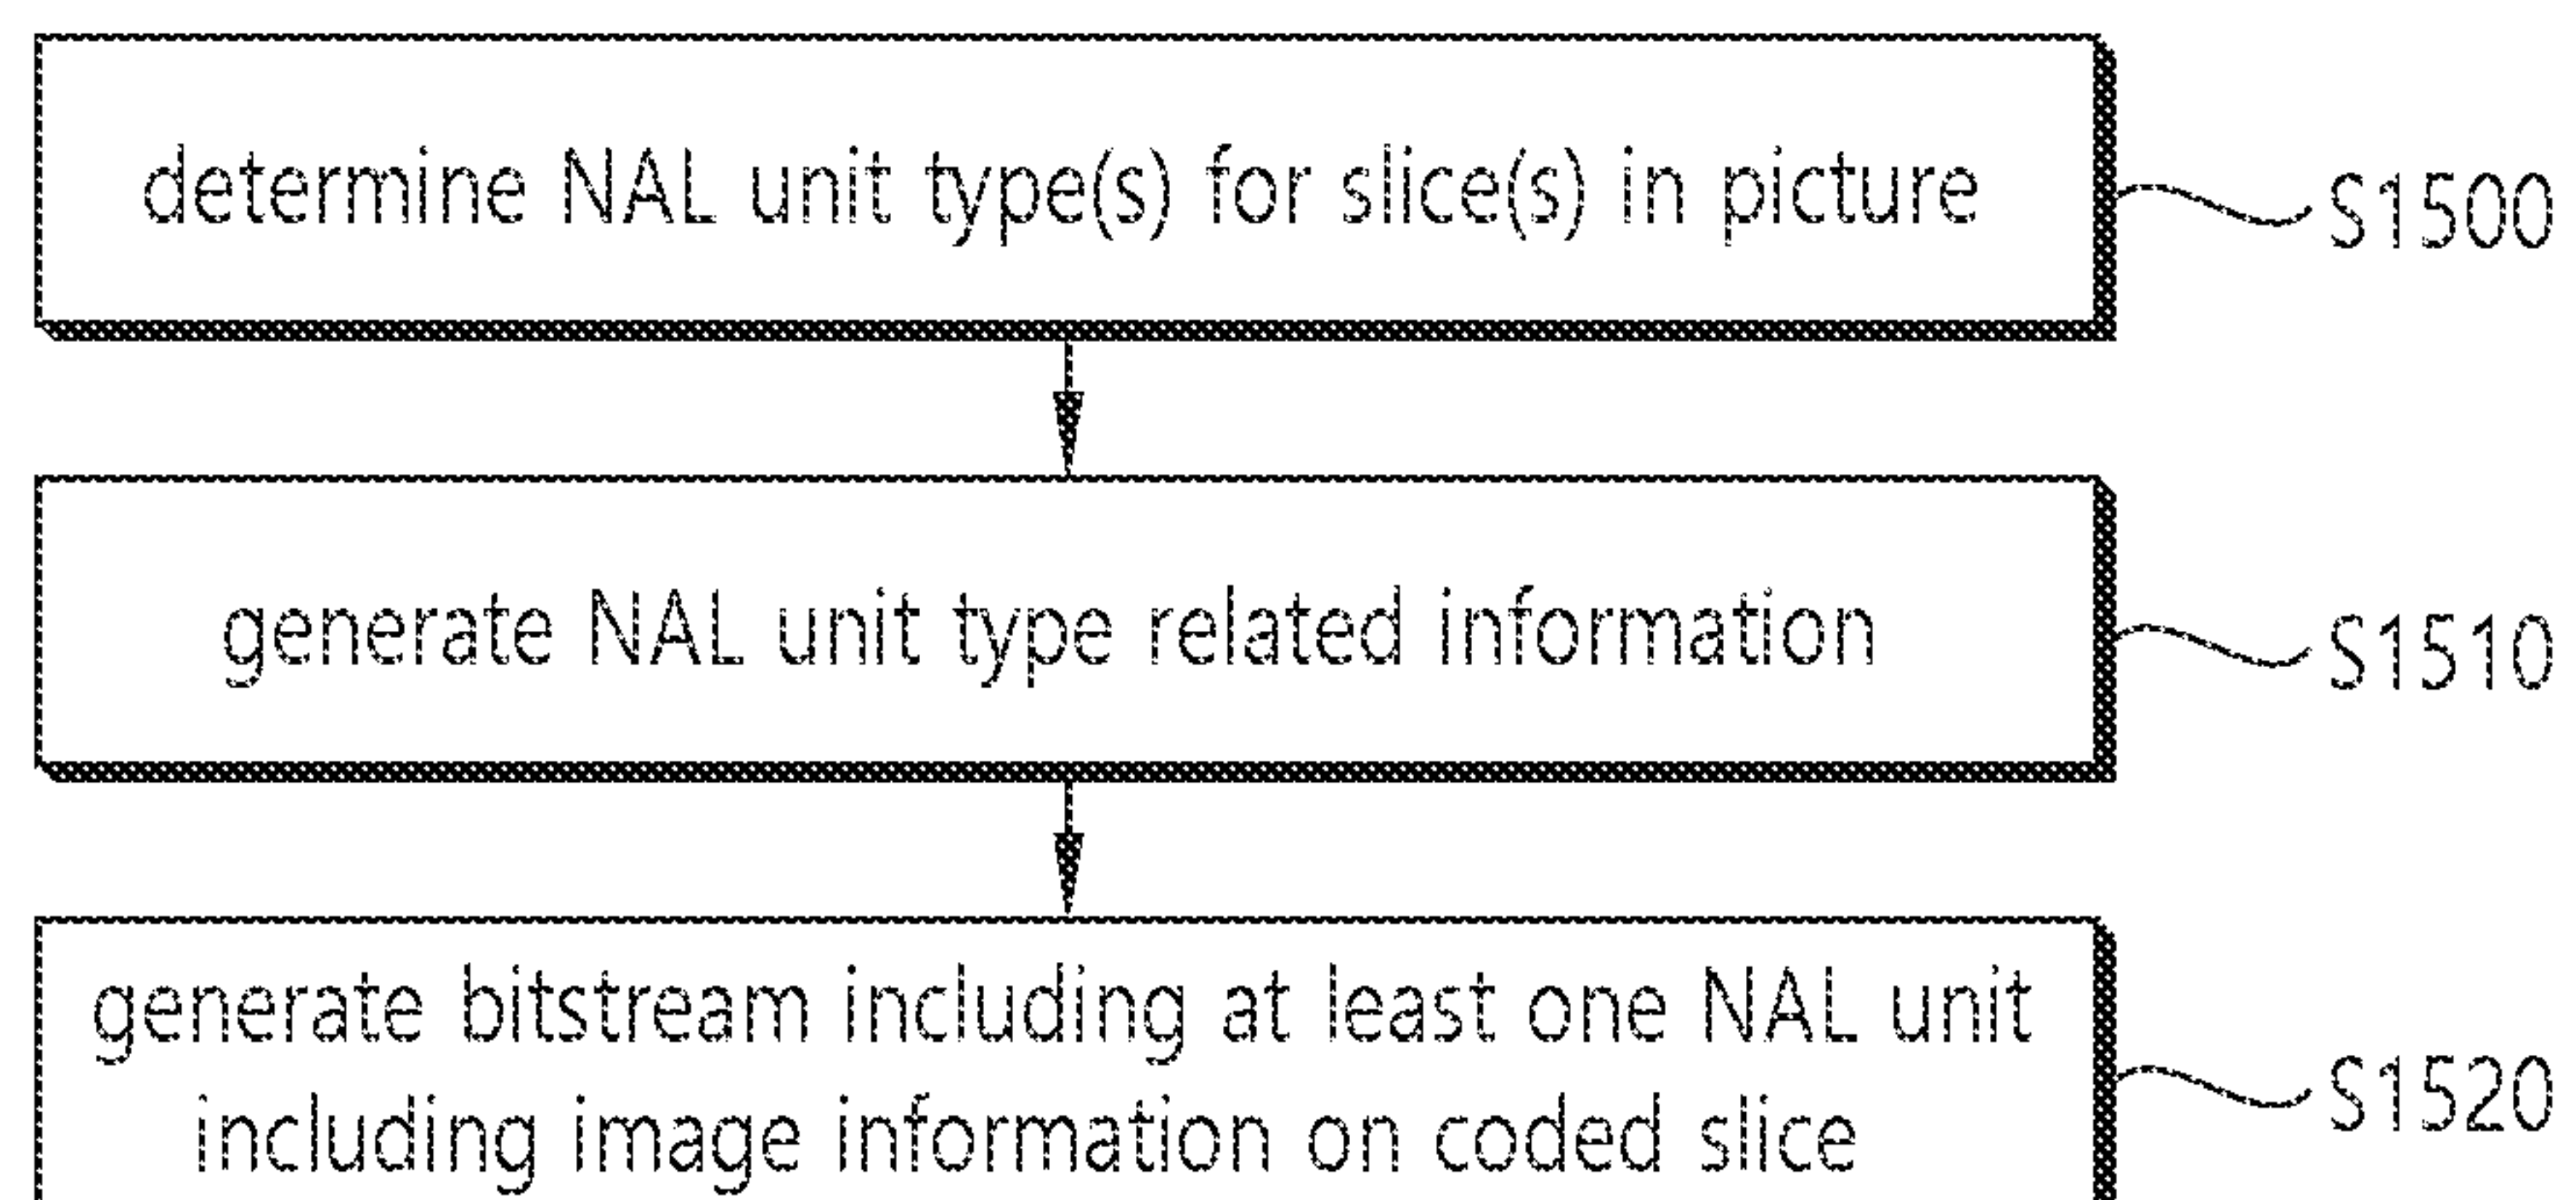 determine NAL unit type(s) for slice(s) in picture
S1500
generate NAL unit type related information
S1510
generate bitstream including at least one NAL unit
including image information on coded slice
S1520